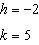 h = −2
k = 5